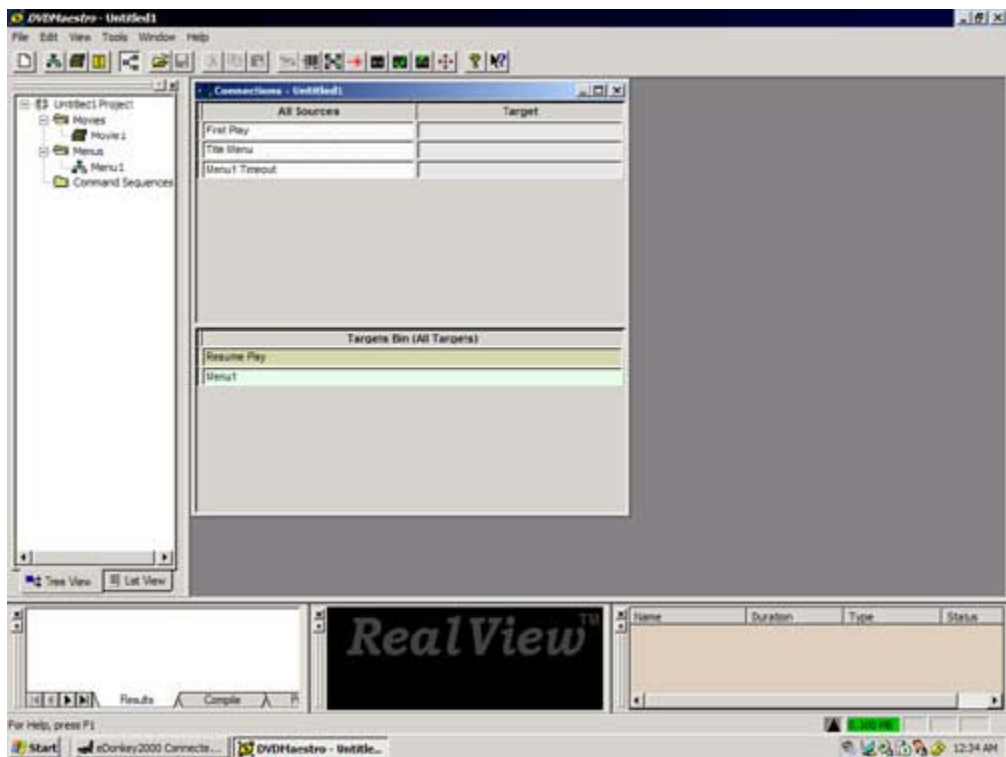 DVDMaestro - Untitled1
File Edit View Tools Window Help
Untitled1 Project
Movies
Movie1
Menus
Menu1
Command Sequences
Connections - Untitled1
All Sources Target
First Play
Title Menu
Menu1 Timeout
Targets Bin (All Targets)
Resume Play
Menu1
Tree View List View
Results Compile
RealView™
Name Duration Type Status
For Help, press F1
Start eDonkey2000 Connecte... DVDMaestro - Untitle... 12:34 AM